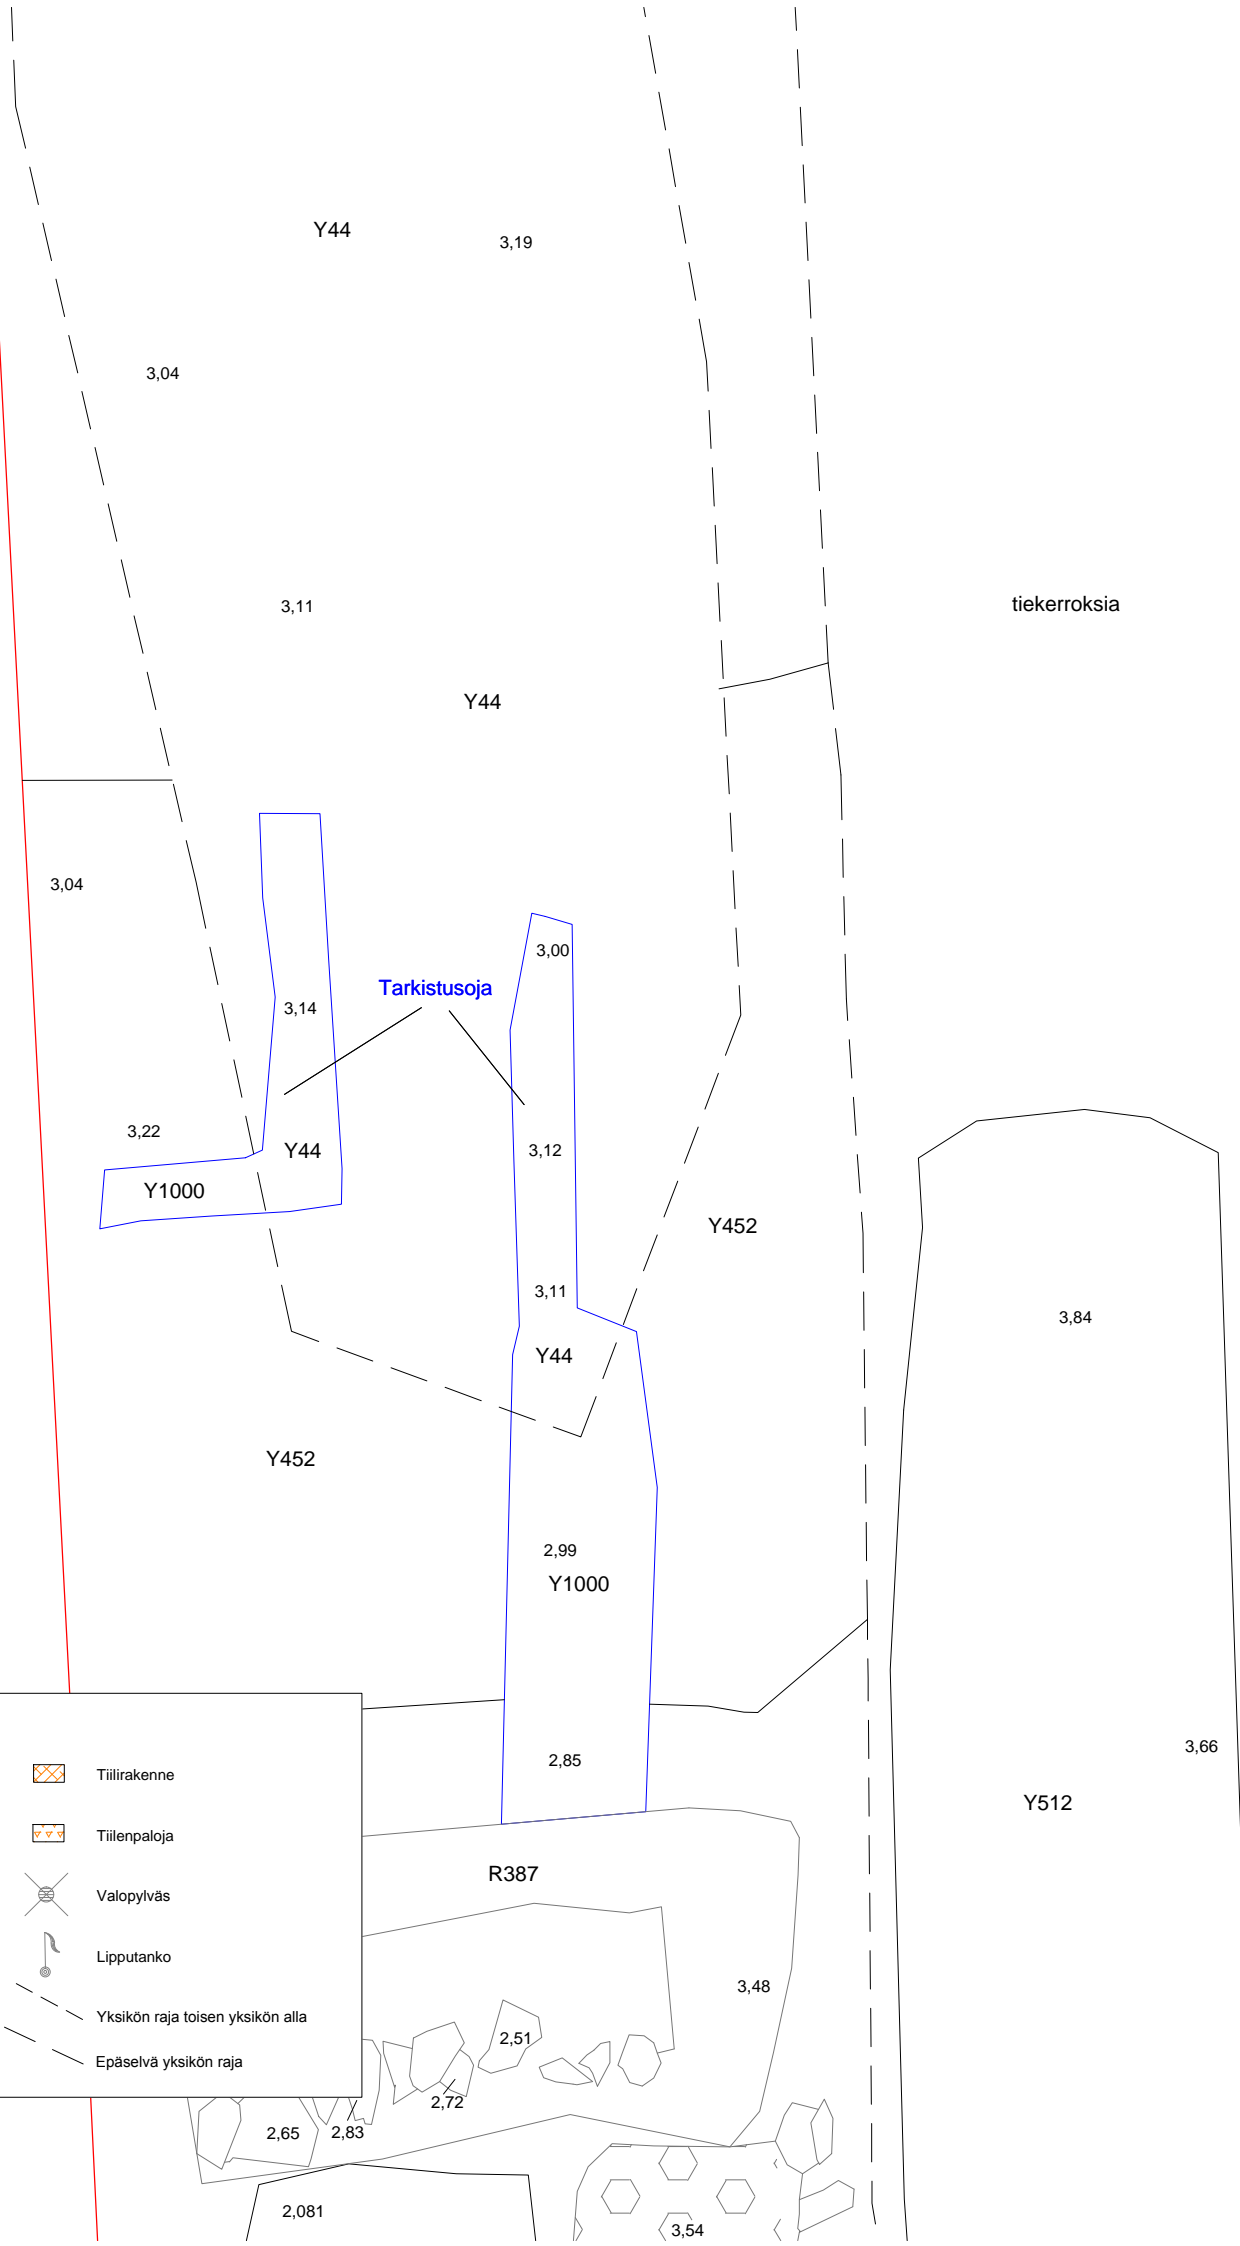 Y44
3,19
3,04
3,11
tiekerroksia
Y44
3,04
3,00
Tarkistusoja
3,14
3,22
Y44
3,12
Y1000
Y452
3,11
3,84
Y44
Y452
2,99
Y1000
3,66
2,85
Y512
Tiilirakenne
Tiilenpaloja
Valopylväs
Lipputanko
Yksikön raja toisen yksikön alla
Epäselvä yksikön raja
R387
3,48
2,51
2,72
2,65
2,83
2,081
3,54